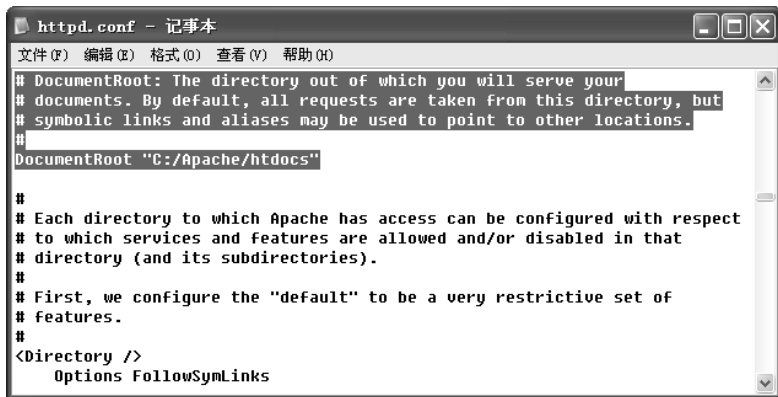 httpd.conf - 记事本
文件(F) 编辑(E) 格式(O) 查看(V) 帮助(H)
# DocumentRoot: The directory out of which you will serve your
# documents. By default, all requests are taken from this directory, but
# symbolic links and aliases may be used to point to other locations.
#
DocumentRoot "C:/Apache/htdocs"
#
# Each directory to which Apache has access can be configured with respect
# to which services and features are allowed and/or disabled in that
# directory (and its subdirectories).
#
# First, we configure the "default" to be a very restrictive set of
# features.
#
<Directory />
    Options FollowSymLinks